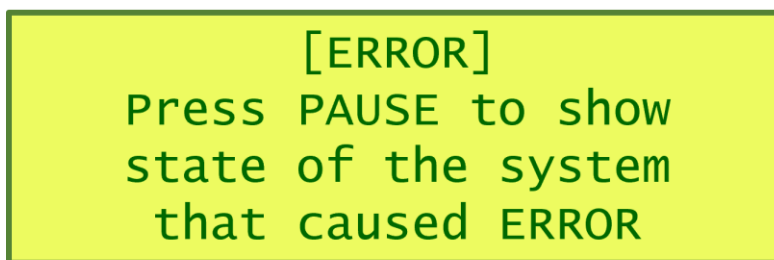 [ERROR]
Press PAUSE to show
state of the system
that caused ERROR